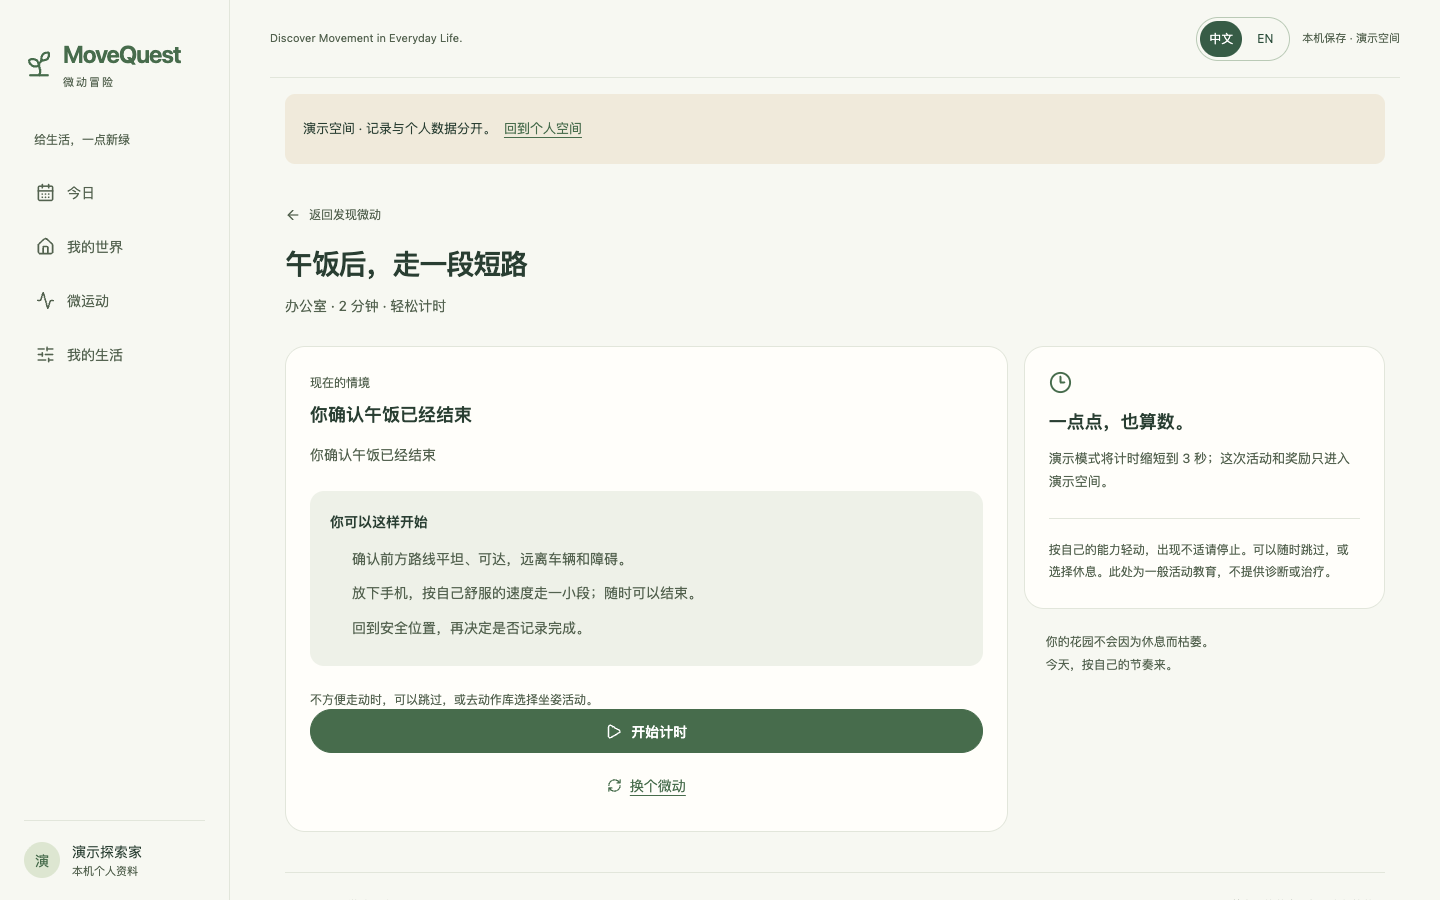 MoveQuest
微动冒险
给生活，一点新绿
今日
我的世界
微运动
我的生活
演
演示探索家
本机个人资料
Discover Movement in Everyday Life.
中文
EN
本机保存 · 演示空间
演示空间 · 记录与个人数据分开。 回到个人空间
返回发现微动
午饭后，走一段短路
办公室 · 2 分钟 · 轻松计时
现在的情境
你确认午饭已经结束
你确认午饭已经结束
你可以这样开始
确认前方路线平坦、可达，远离车辆和障碍。
放下手机，按自己舒服的速度走一小段；随时可以结束。
回到安全位置，再决定是否记录完成。
不方便走动时，可以跳过，或去动作库选择坐姿活动。
开始计时
换个微动
一点点，也算数。
演示模式将计时缩短到 3 秒；这次活动和奖励只进入
演示空间。
按自己的能力轻动，出现不适请停止。可以随时跳过，或
选择休息。此处为一般活动教育，不提供诊断或治疗。
你的花园不会因为休息而枯萎。
今天，按自己的节奏来。